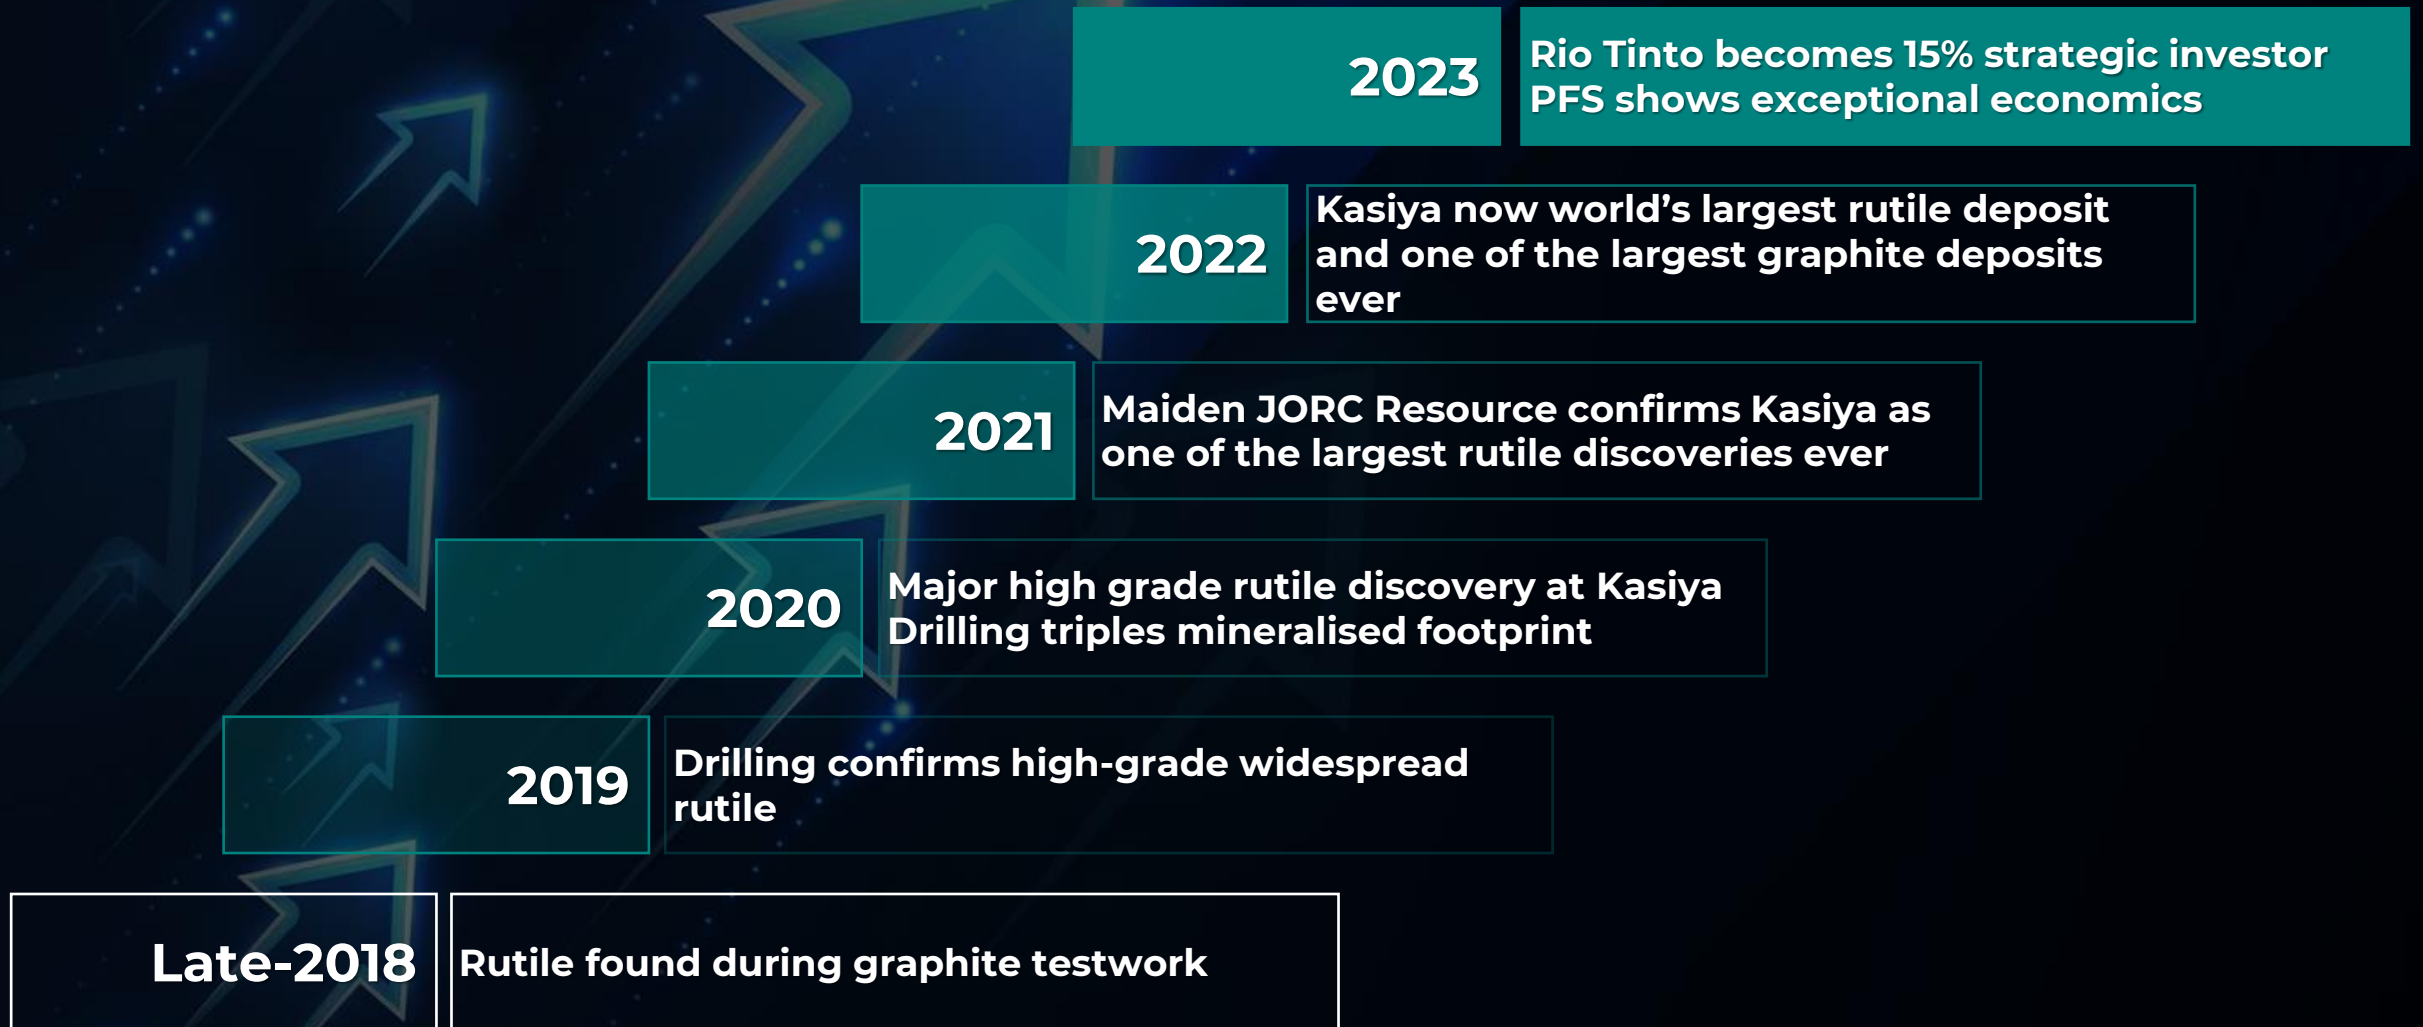 2023
Rio Tinto becomes 15% strategic investor
PFS shows exceptional economics
2022
Kasiya now world’s largest rutile deposit
and one of the largest graphite deposits
ever
2021
Maiden JORC Resource confirms Kasiya as
one of the largest rutile discoveries ever
2020
Major high grade rutile discovery at Kasiya
Drilling triples mineralised footprint
2019
Drilling confirms high-grade widespread
rutile
Late-2018
Rutile found during graphite testwork